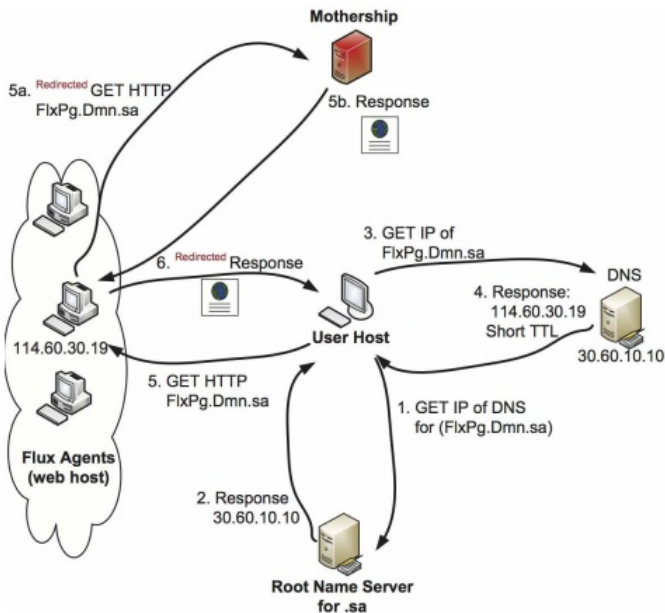 Mothership
5a. Redirected GET HTTP
FlxPg.Dmn.sa
5b. Response
3. GET IP of
FlxPg.Dmn.sa
6. Redirected Response
DNS
4. Response:
114.60.30.19
Short TTL
30.60.10.10
User Host
114.60.30.19
5. GET HTTP
FlxPg.Dmn.sa
1. GET IP of DNS
for (FlxPg.Dmn.sa)
Flux Agents
(web host)
2. Response
30.60.10.10
Root Name Server
for .sa